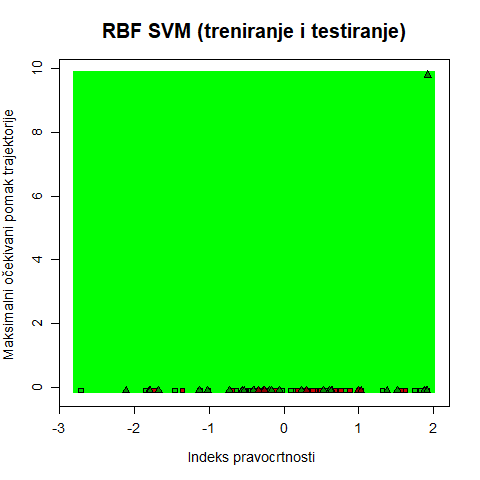 RBF SVM (treniranje i testiranje)
Maksimalni očekivani pomak trajektorije
10
8
6
4
2
0
-3 -2 -1 0 1 2
Indeks pravocrtnosti